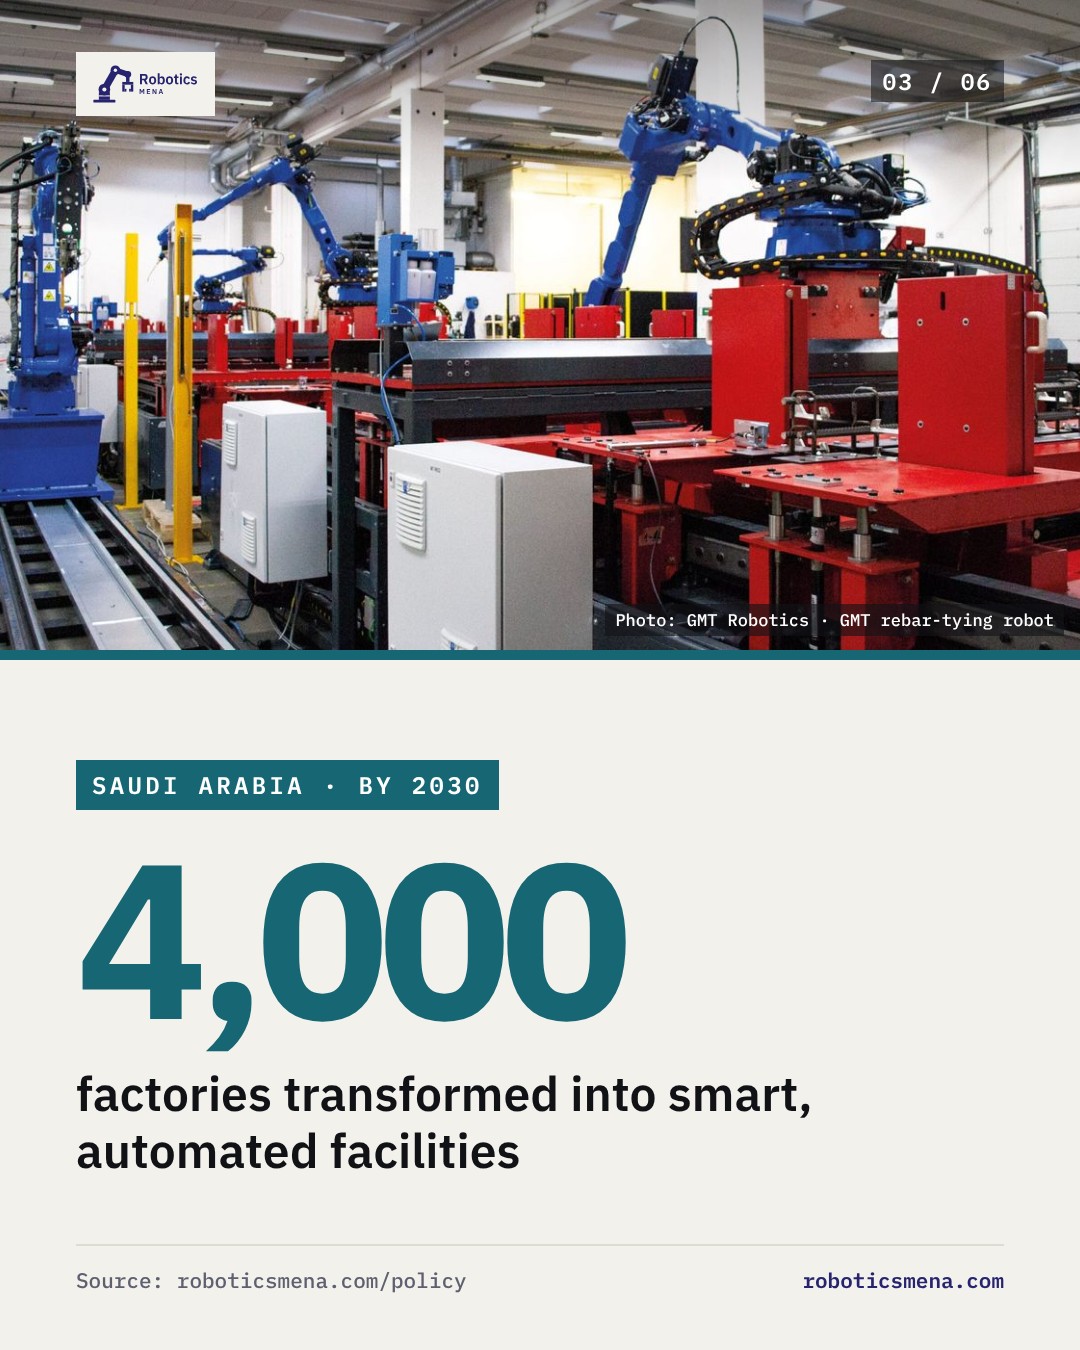 Robotics
MENA
03 / 06
Photo: GMT Robotics · GMT rebar-tying robot
SAUDI ARABIA · BY 2030
4,000
factories transformed into smart,
automated facilities
Source: roboticsmena.com/policy
roboticsmena.com